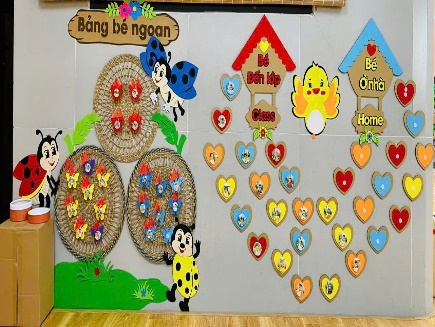 Bảng bé ngoan
Bé
Đến lớp
Class
Bé
Ở nhà
Home